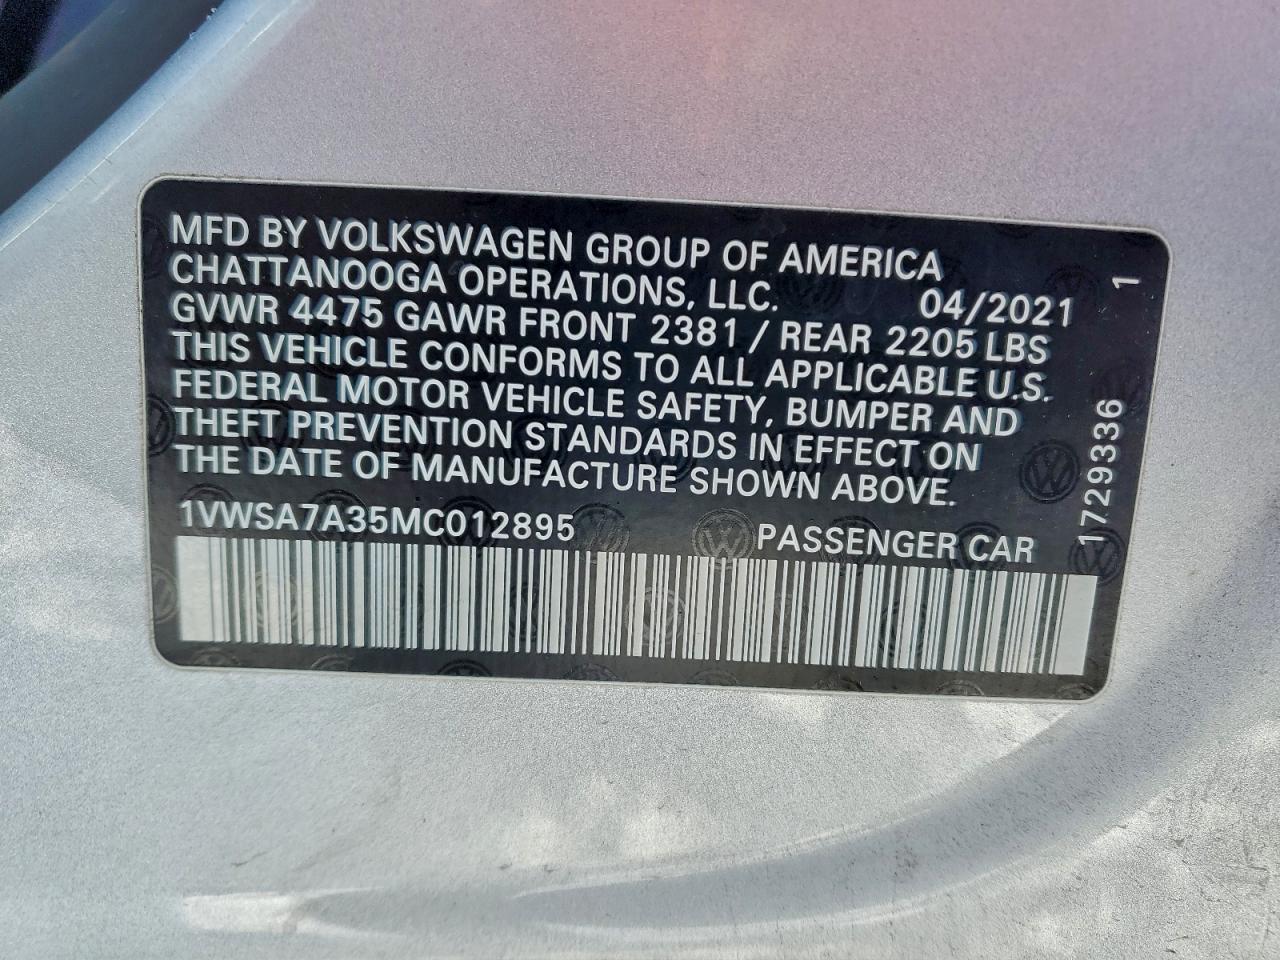 MFD BY VOLKSWAGEN GROUP OF AMERICA
CHATTANOOGA OPERATIONS, LLC. 04/2021
GVWR 4475 GAWR FRONT 2381 / REAR 2205 LBS
THIS VEHICLE CONFORMS TO ALL APPLICABLE U.S.
FEDERAL MOTOR VEHICLE SAFETY, BUMPER AND
THEFT PREVENTION STANDARDS IN EFFECT ON
THE DATE OF MANUFACTURE SHOWN ABOVE.
1VWSA7A35MC012895 PASSENGER CAR
1729336 1